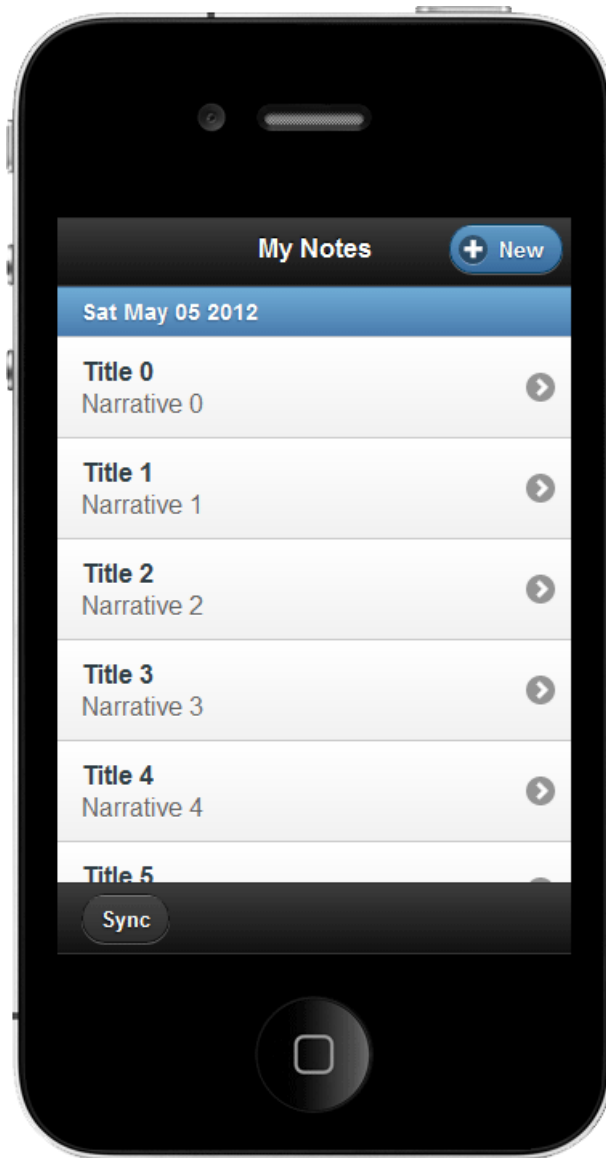 My Notes
New
Sat May 05 2012
Title 0
Narrative 0
Title 1
Narrative 1
Title 2
Narrative 2
Title 3
Narrative 3
Title 4
Narrative 4
Title 5
Sync